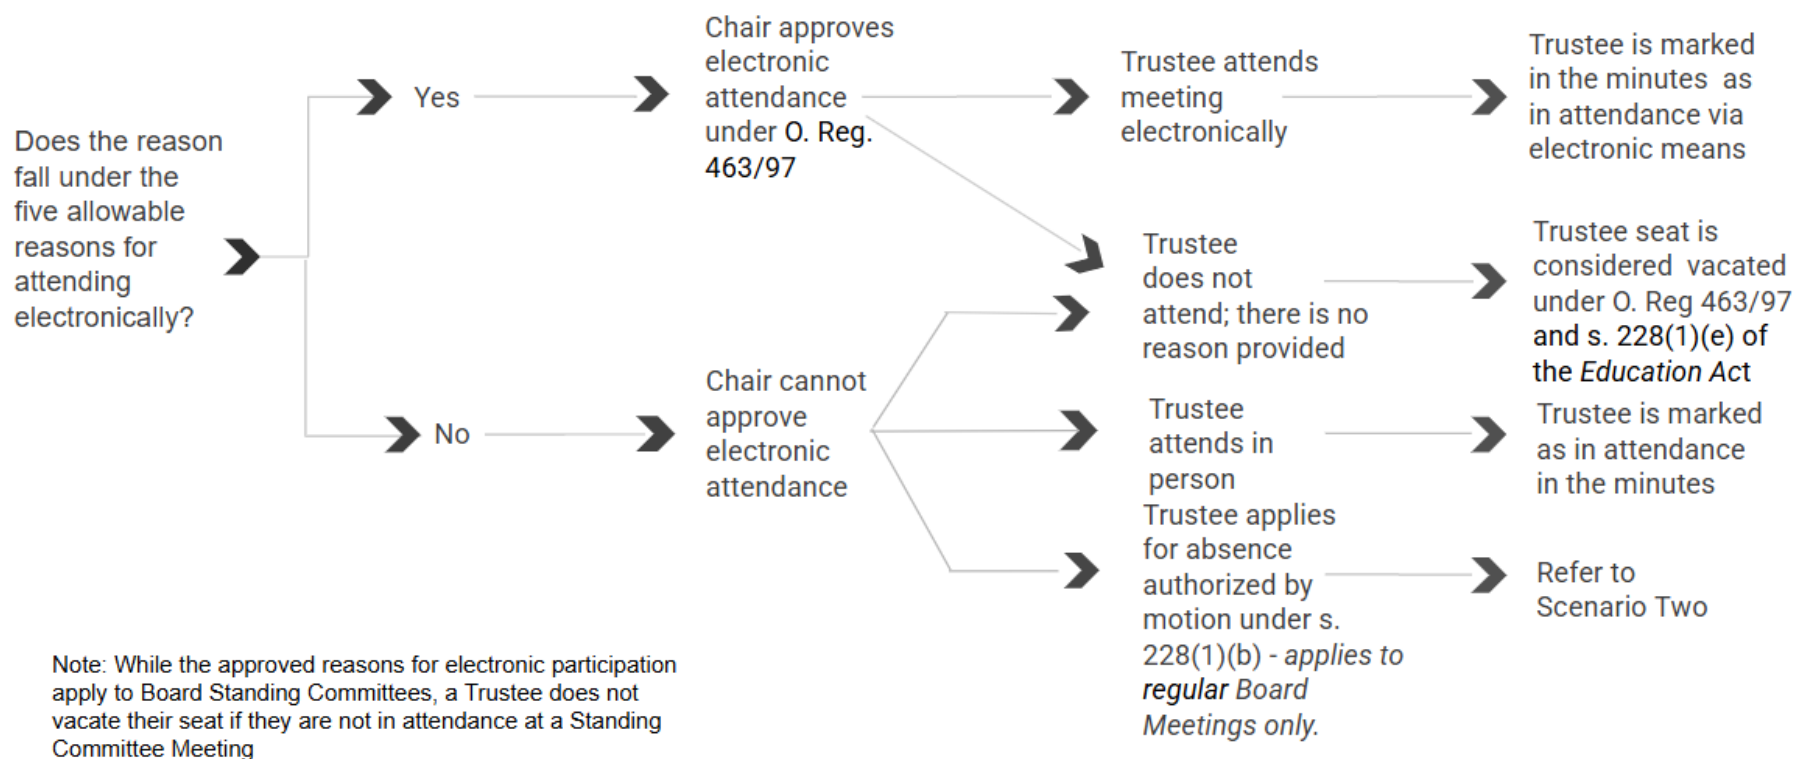 Does the reason
fall under the
five allowable
reasons for
attending
electronically?
Yes
No
Chair approves
electronic
attendance
under O. Reg.
463/97
Chair cannot
approve
electronic
attendance
Trustee attends
meeting
electronically
Trustee
does not
attend; there is no
reason provided
Trustee
attends in
person
Trustee applies
for absence
authorized by
motion under s.
228(1)(b) - applies to
regular Board
Meetings only.
Trustee is marked
in the minutes as
in attendance via
electronic means
Trustee seat is
considered vacated
under O. Reg 463/97
and s. 228(1)(e) of
the Education Act
Trustee is marked
as in attendance
in the minutes
Refer to
Scenario Two
Note: While the approved reasons for electronic participation
apply to Board Standing Committees, a Trustee does not
vacate their seat if they are not in attendance at a Standing
Committee Meeting